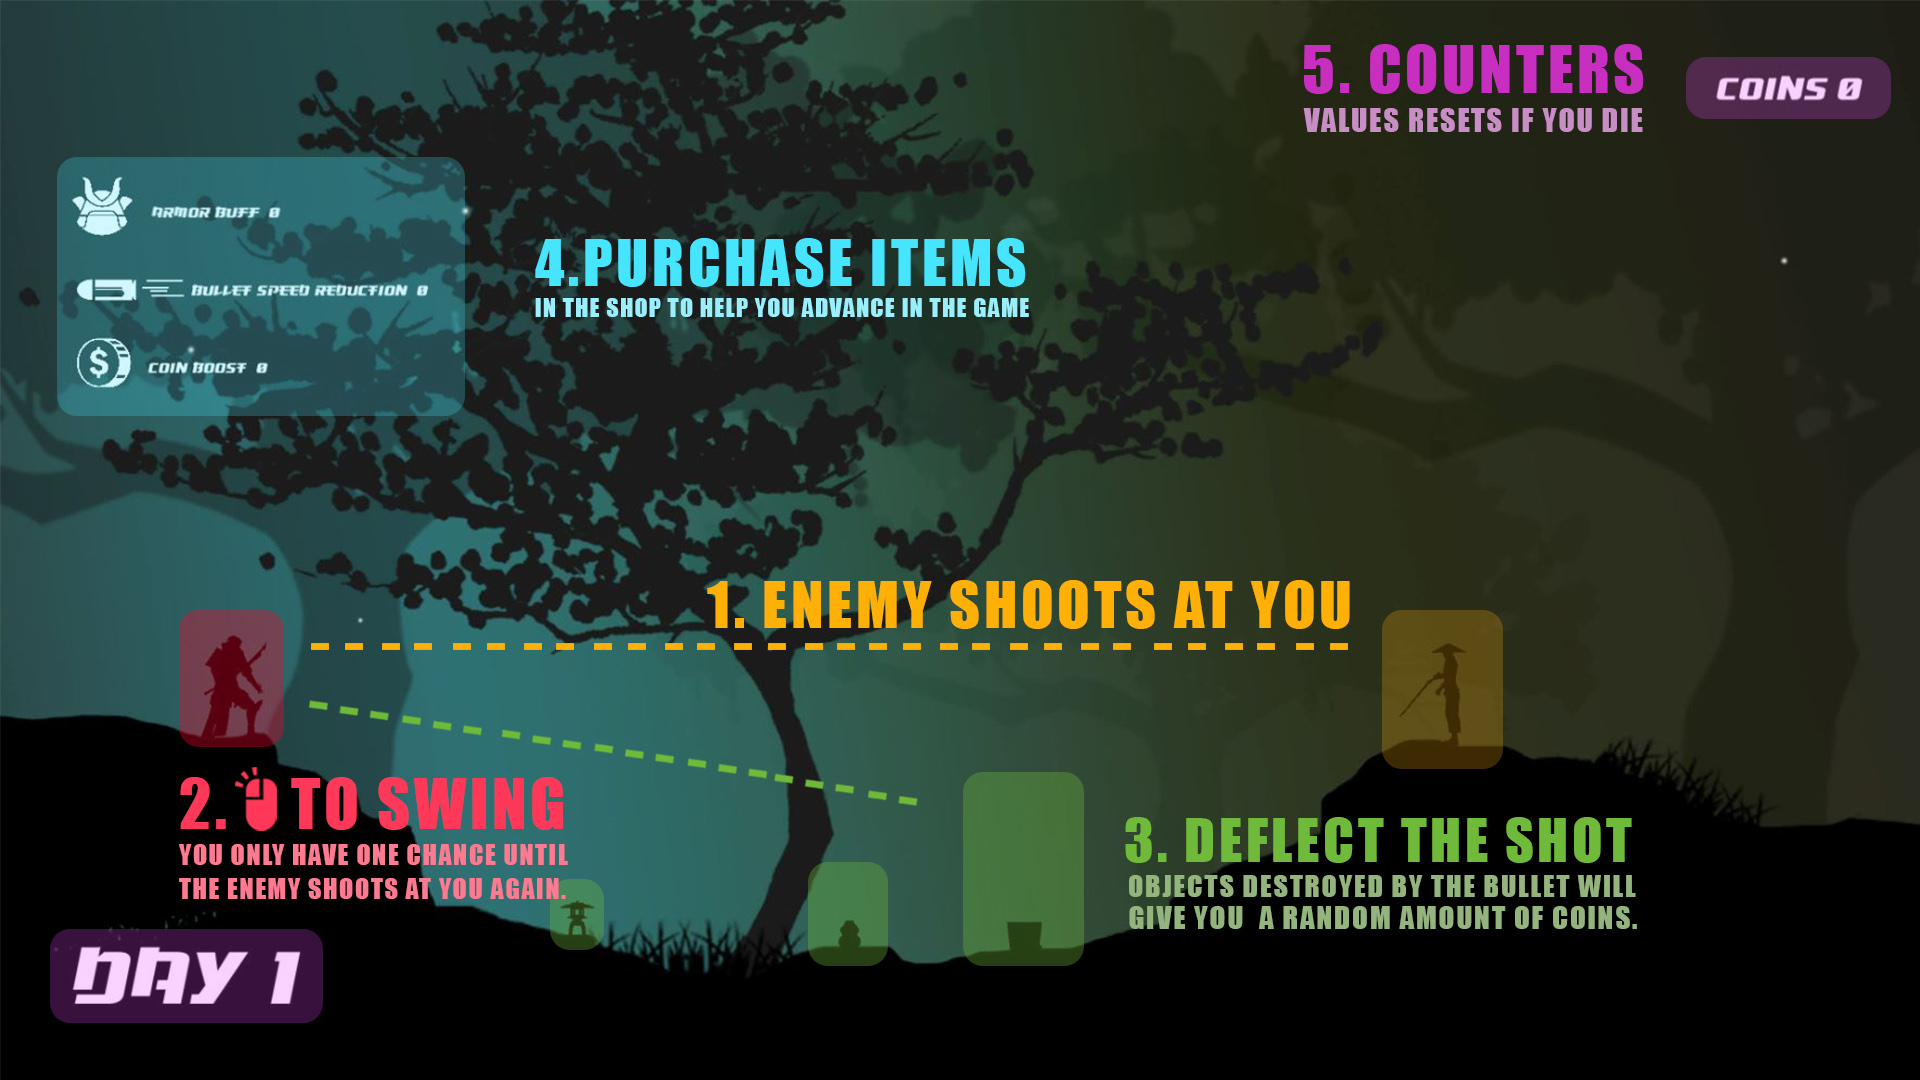 5. COUNTERS
VALUES RESETS IF YOU DIE
COINS 0
ARMOR BUFF 0
BULLET SPEED REDUCTION 0
COIN BOOST 0
4.PURCHASE ITEMS
IN THE SHOP TO HELP YOU ADVANCE IN THE GAME
1. ENEMY SHOOTS AT YOU
2. TO SWING
YOU ONLY HAVE ONE CHANCE UNTIL
THE ENEMY SHOOTS AT YOU AGAIN.
3. DEFLECT THE SHOT
OBJECTS DESTROYED BY THE BULLET WILL
GIVE YOU A RANDOM AMOUNT OF COINS.
DAY 1